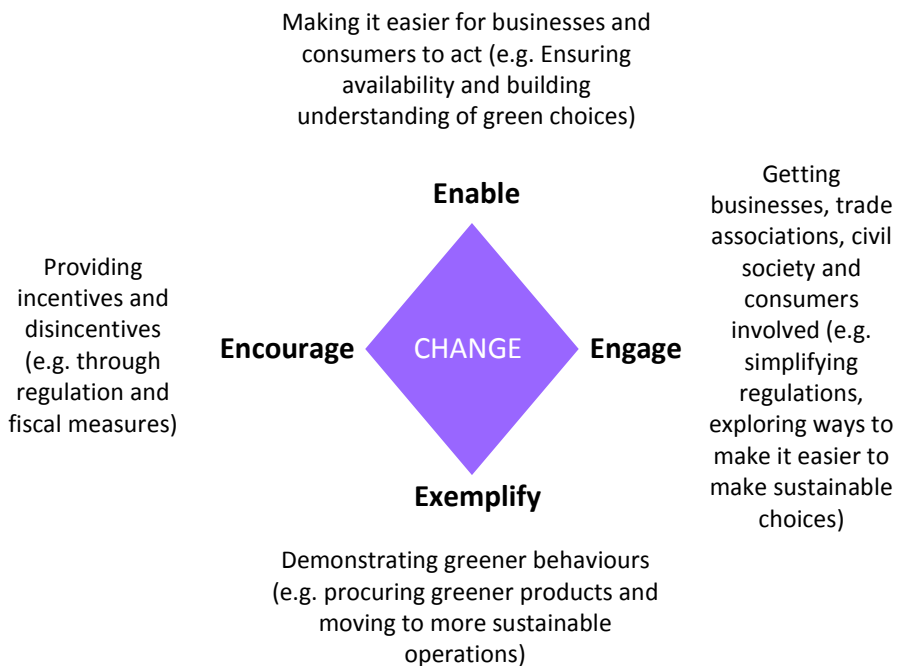 Making it easier for businesses and
consumers to act (e.g. Ensuring
availability and building
understanding of green choices)
Enable
Providing
incentives and
disincentives
(e.g. through
regulation and
fiscal measures)
Encourage
CHANGE
Engage
Getting
businesses, trade
associations, civil
society and
consumers
involved (e.g.
simplifying
regulations,
exploring ways to
make it easier to
make sustainable
choices)
Exemplify
Demonstrating greener behaviours
(e.g. procuring greener products and
moving to more sustainable
operations)